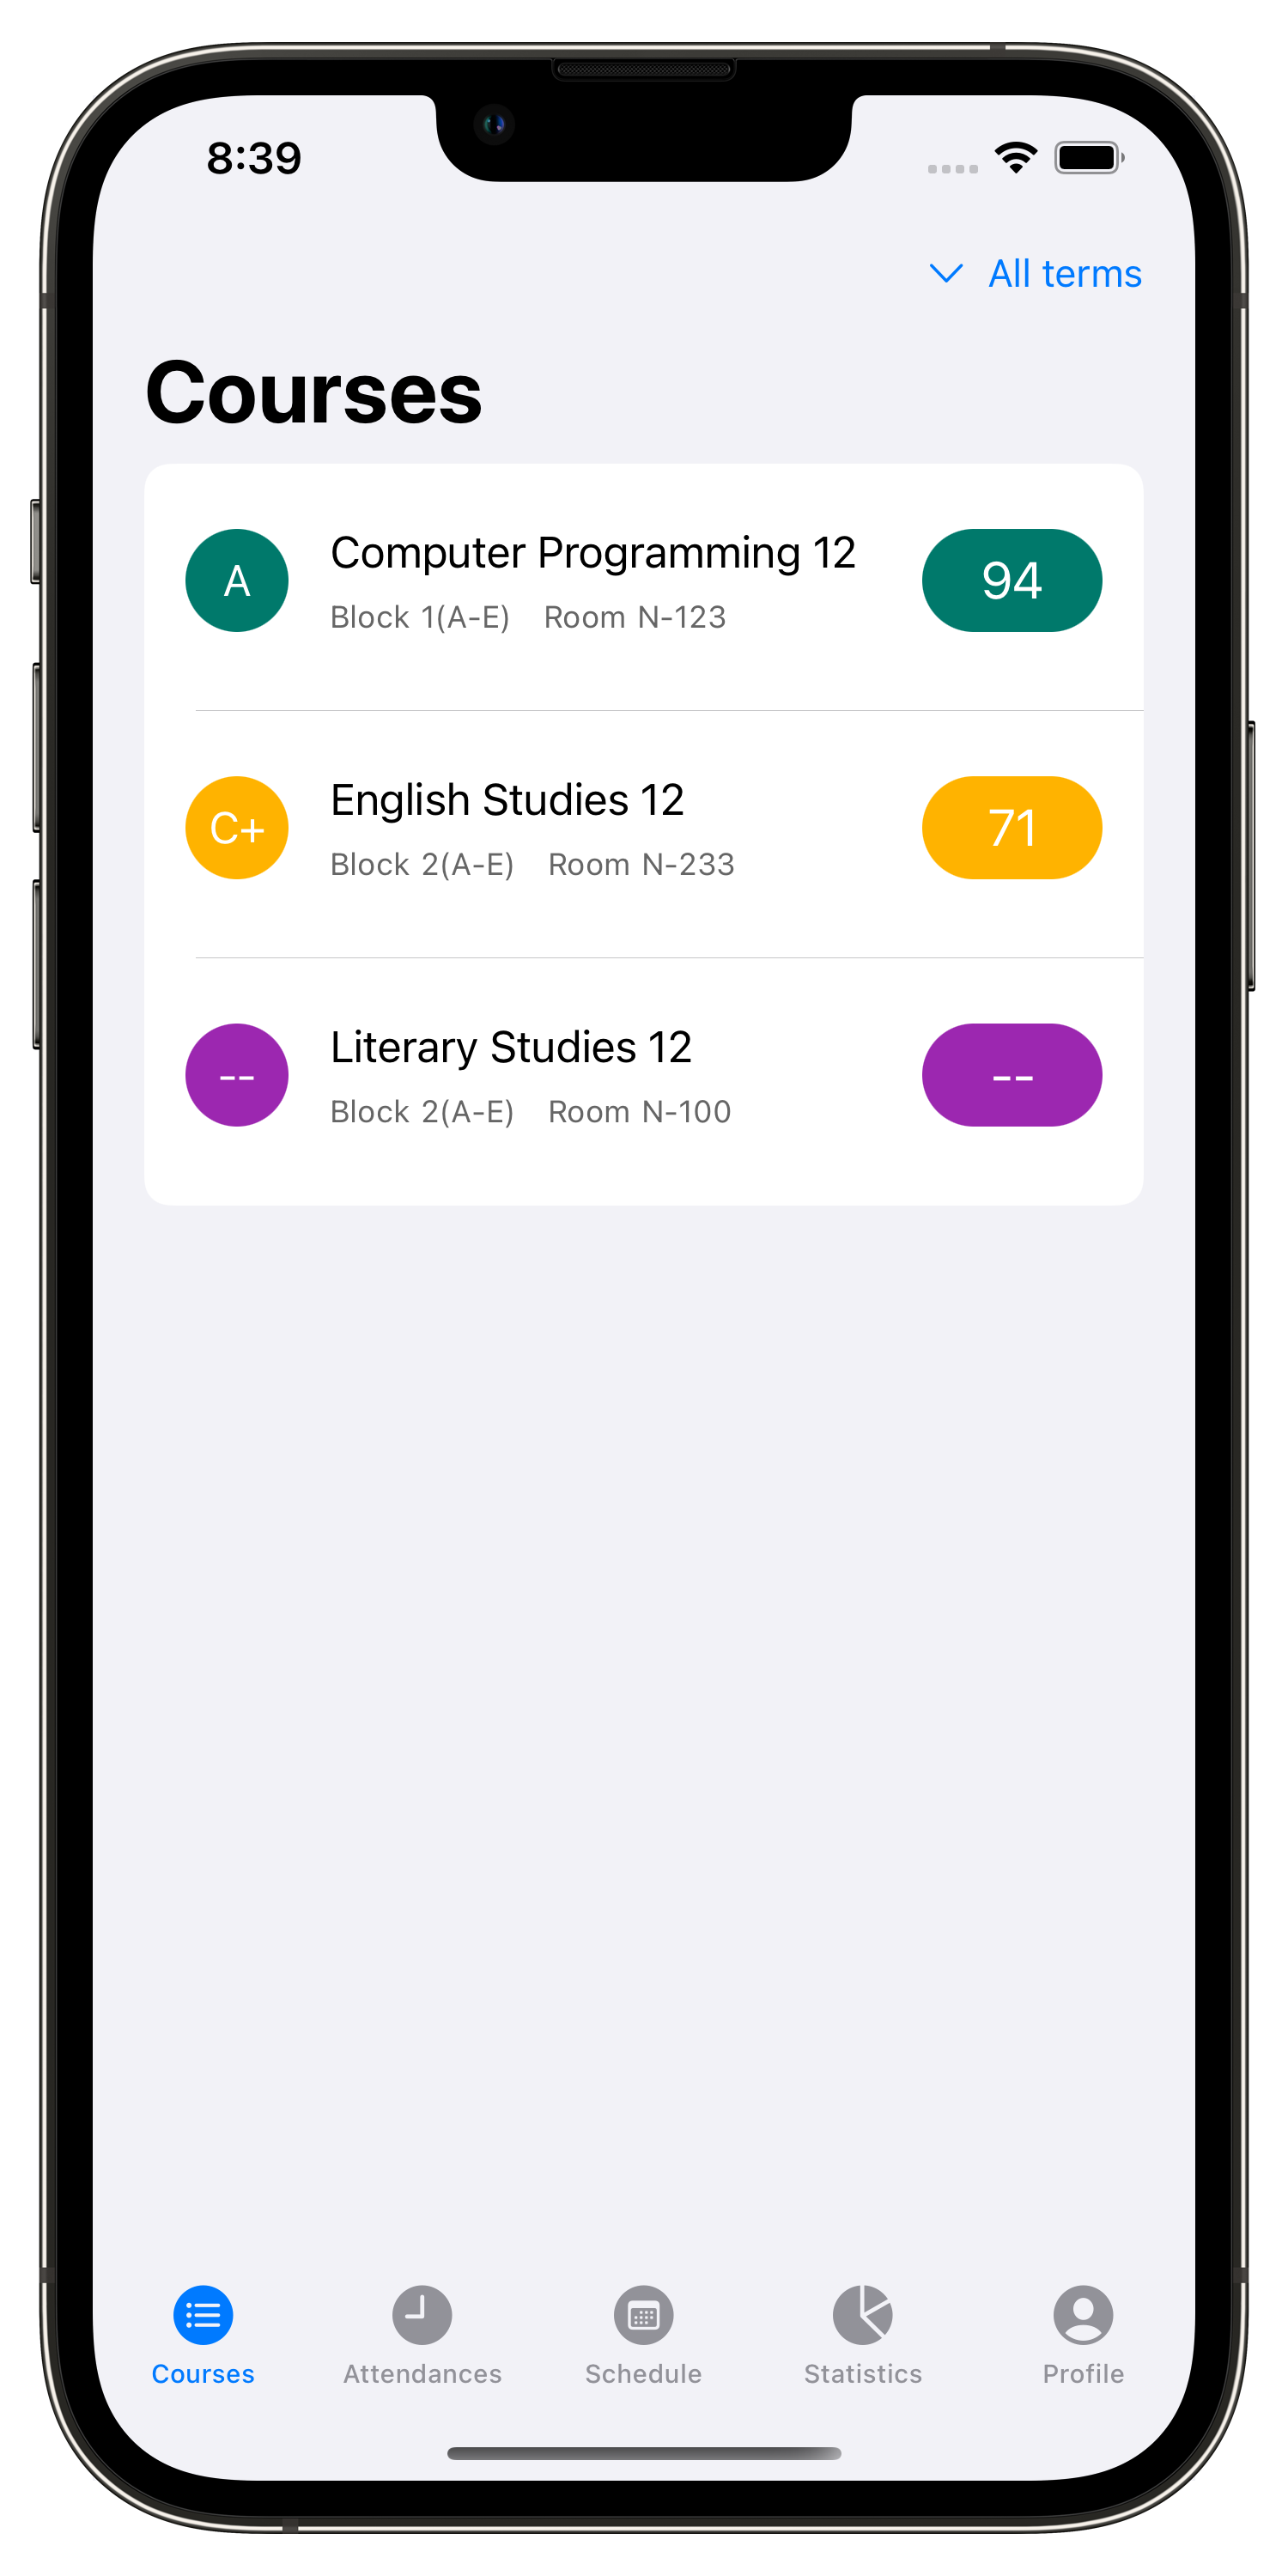 8:39
All terms
Courses
A
Computer Programming 12
94
Block 1(A-E) Room N-123
C+
English Studies 12
71
Block 2(A-E) Room N-233
--
Literary Studies 12
--
Block 2(A-E) Room N-100
Courses Attendances Schedule Statistics Profile